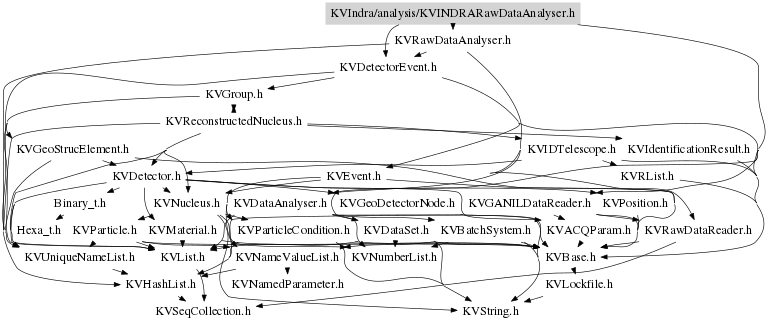 KVIndra/analysis/KVINDRARawDataAnalyser.h
KVRawDataAnalyser.h
KVDetectorEvent.h
KVGroup.h
KVReconstructedNucleus.h
KVGeoStrucElement.h
KVIDTelescope.h
KVIdentificationResult.h
KVDetector.h
KVEvent.h
KVRList.h
Binary_t.h
KVNucleus.h
KVDataAnalyser.h
KVGeoDetectorNode.h
KVGANILDataReader.h
KVPosition.h
Hexa_t.h
KVParticle.h
KVMaterial.h
KVParticleCondition.h
KVDataSet.h
KVBatchSystem.h
KVACQParam.h
KVRawDataReader.h
KVUniqueNameList.h
KVList.h
KVNameValueList.h
KVNumberList.h
KVBase.h
KVHashList.h
KVNamedParameter.h
KVLockfile.h
KVSeqCollection.h
KVString.h